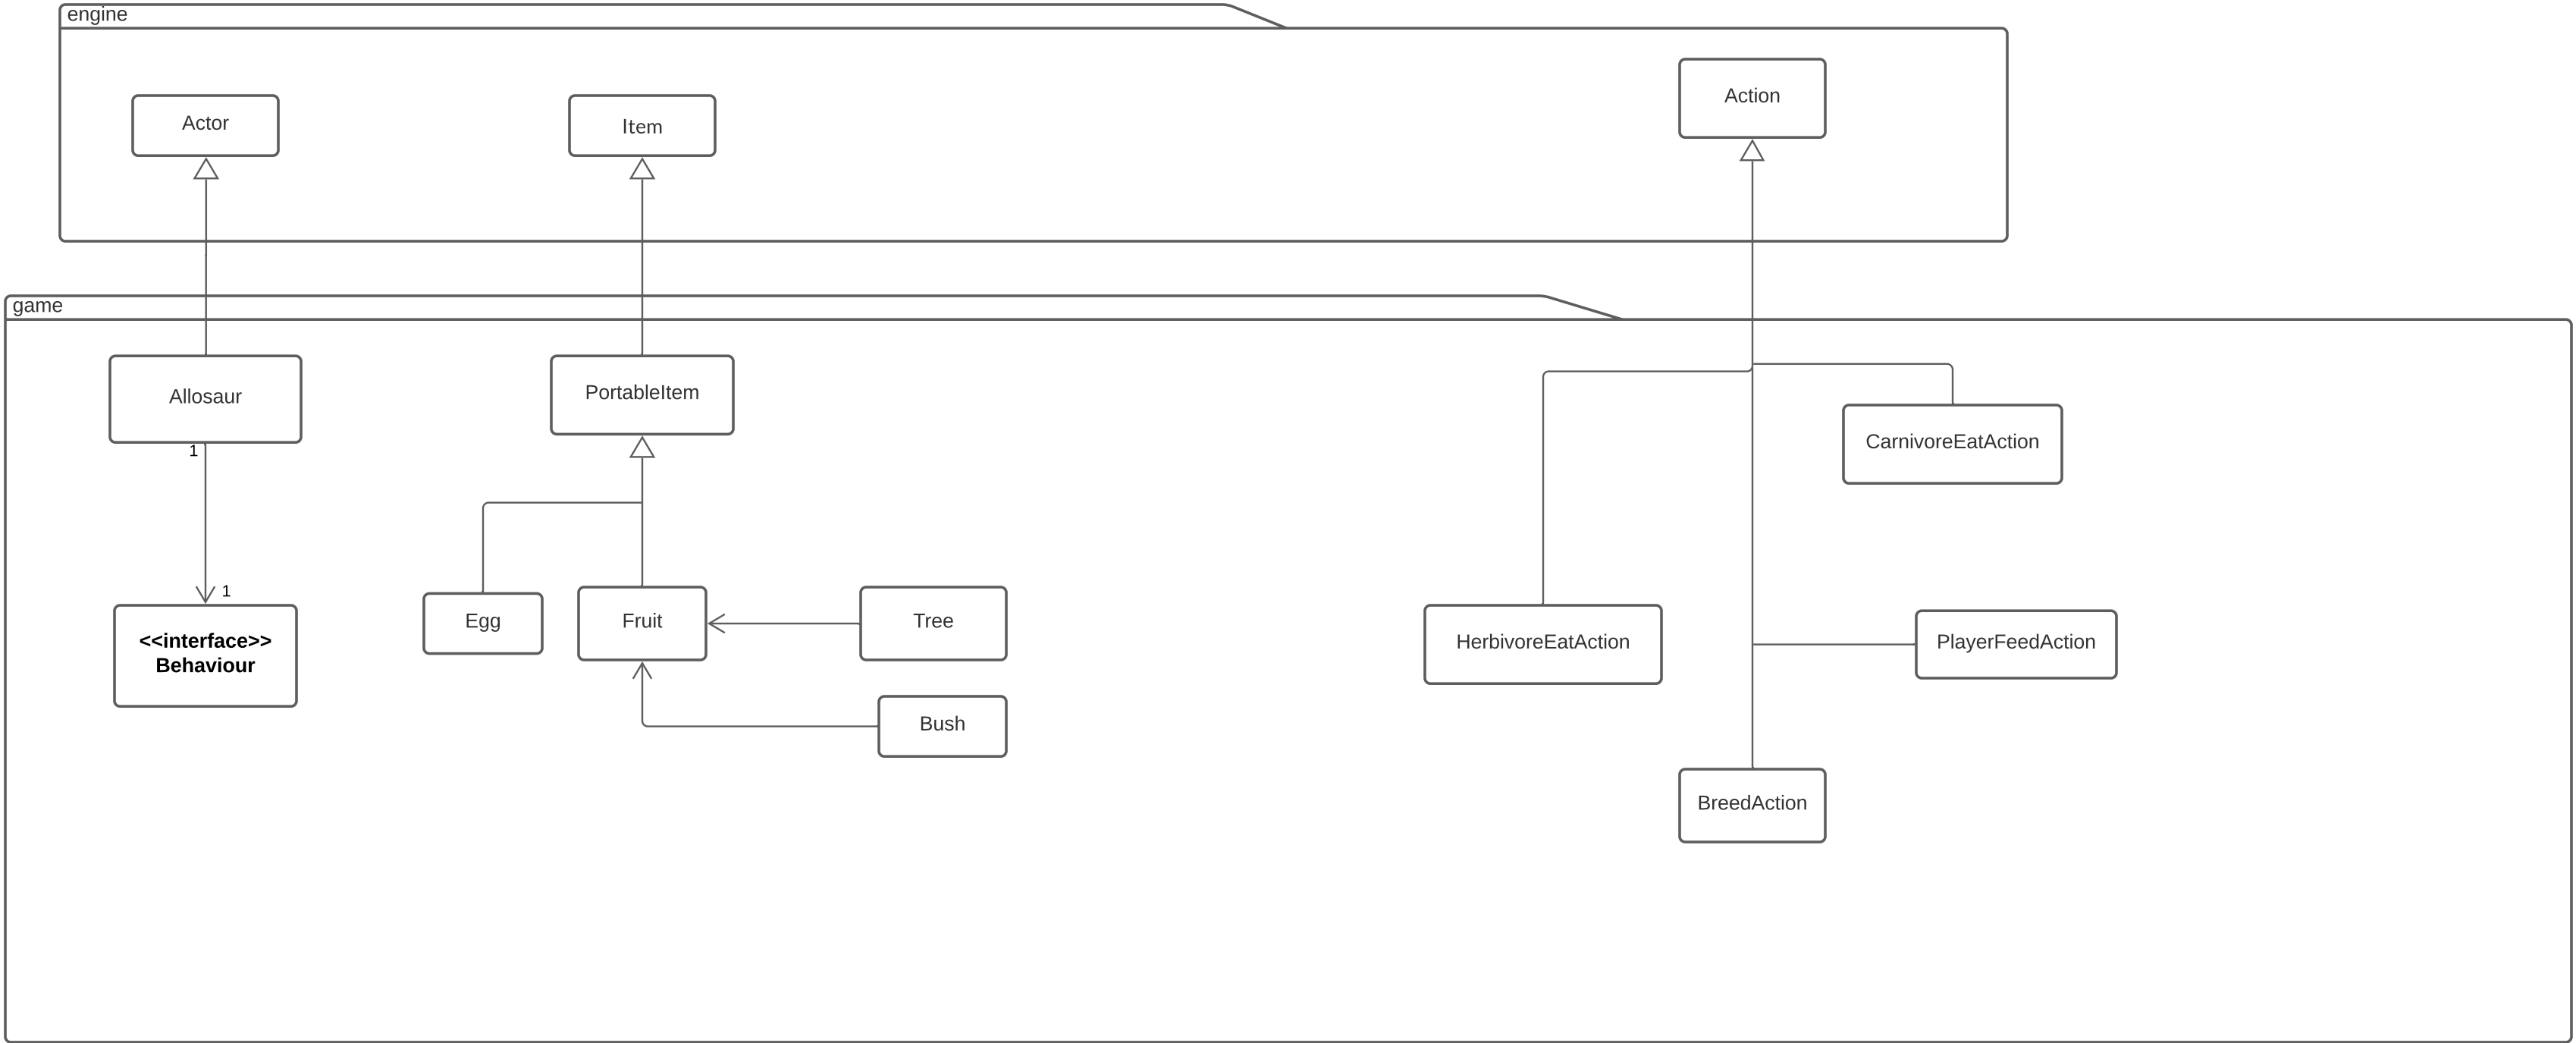 engine
Actor
Item
Action
game
Allosaur
PortableItem
CarnivoreEatAction
1
1
<<interface>>
Behaviour
Egg
Fruit
Tree
HerbivoreEatAction
PlayerFeedAction
Bush
BreedAction